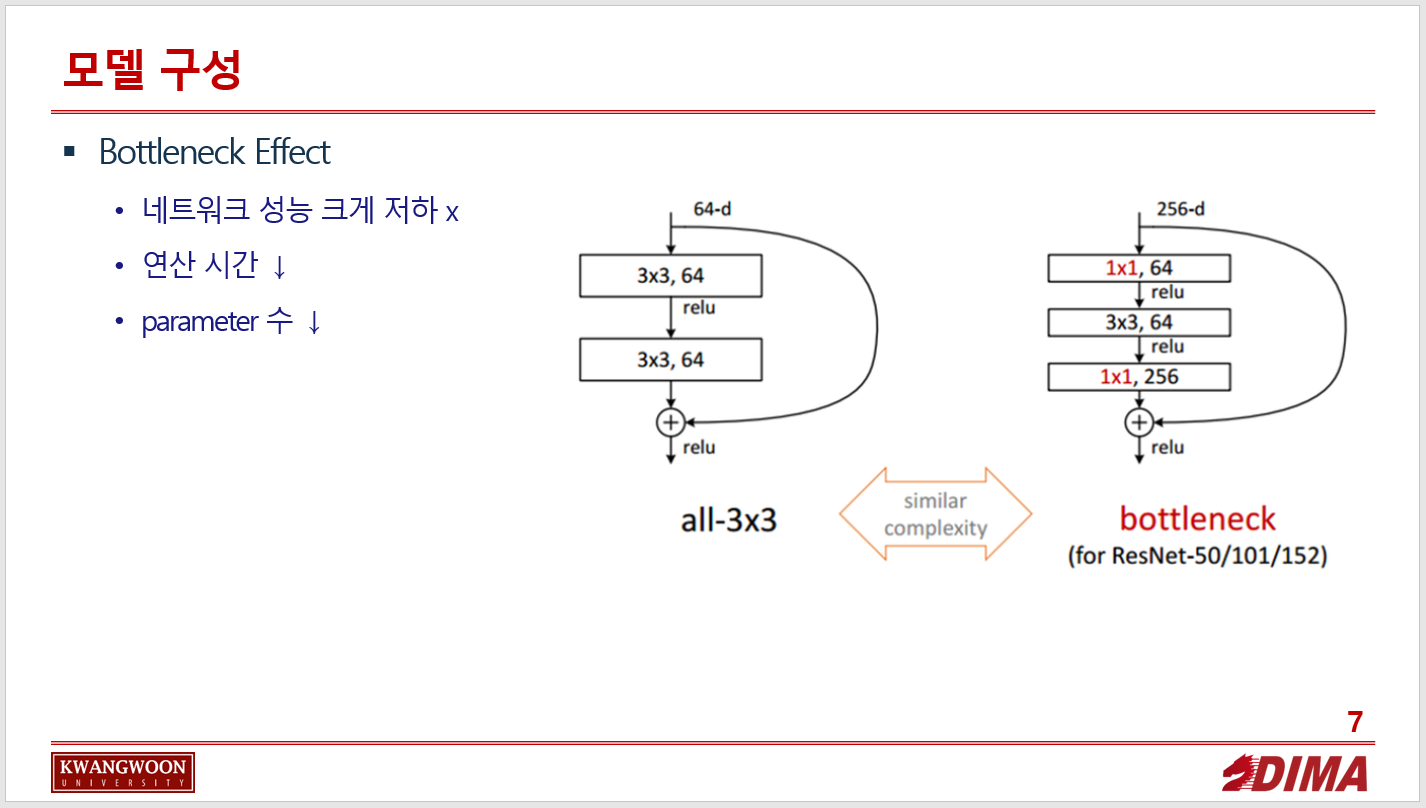 모델 구성
▪ Bottleneck Effect
• 네트워크 성능 크게 저하 x
• 연산 시간 ↓
• parameter 수 ↓
64-d
3x3, 64
relu
3x3, 64
relu
all-3x3
similar
complexity
256-d
1x1, 64
relu
3x3, 64
relu
1x1, 256
relu
bottleneck
(for ResNet-50/101/152)
7
KWANGWOON
UNIVERSITY
DIMA